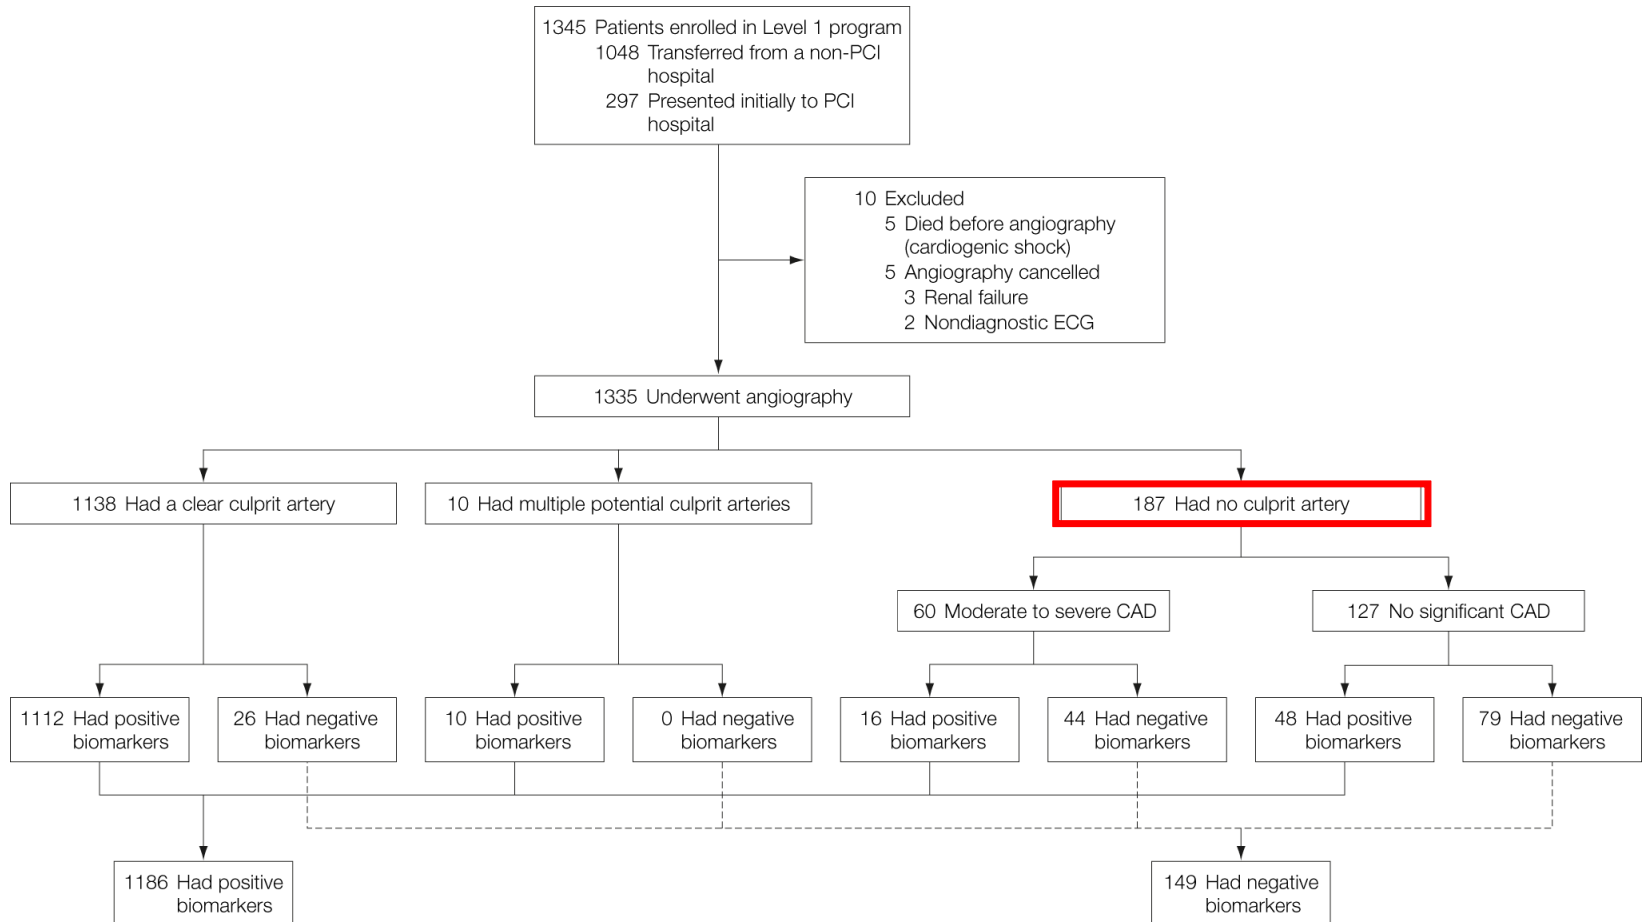 1345 Patients enrolled in Level 1 program
1048 Transferred from a non-PCI
hospital
297 Presented initially to PCI
hospital
10 Excluded
5 Died before angiography
(cardiogenic shock)
5 Angiography cancelled
3 Renal failure
2 Nondiagnostic ECG
1335 Underwent angiography
1138 Had a clear culprit artery
10 Had multiple potential culprit arteries
187 Had no culprit artery
60 Moderate to severe CAD
127 No significant CAD
1112 Had positive
biomarkers
26 Had negative
biomarkers
10 Had positive
biomarkers
0 Had negative
biomarkers
16 Had positive
biomarkers
44 Had negative
biomarkers
48 Had positive
biomarkers
79 Had negative
biomarkers
1186 Had positive
biomarkers
149 Had negative
biomarkers